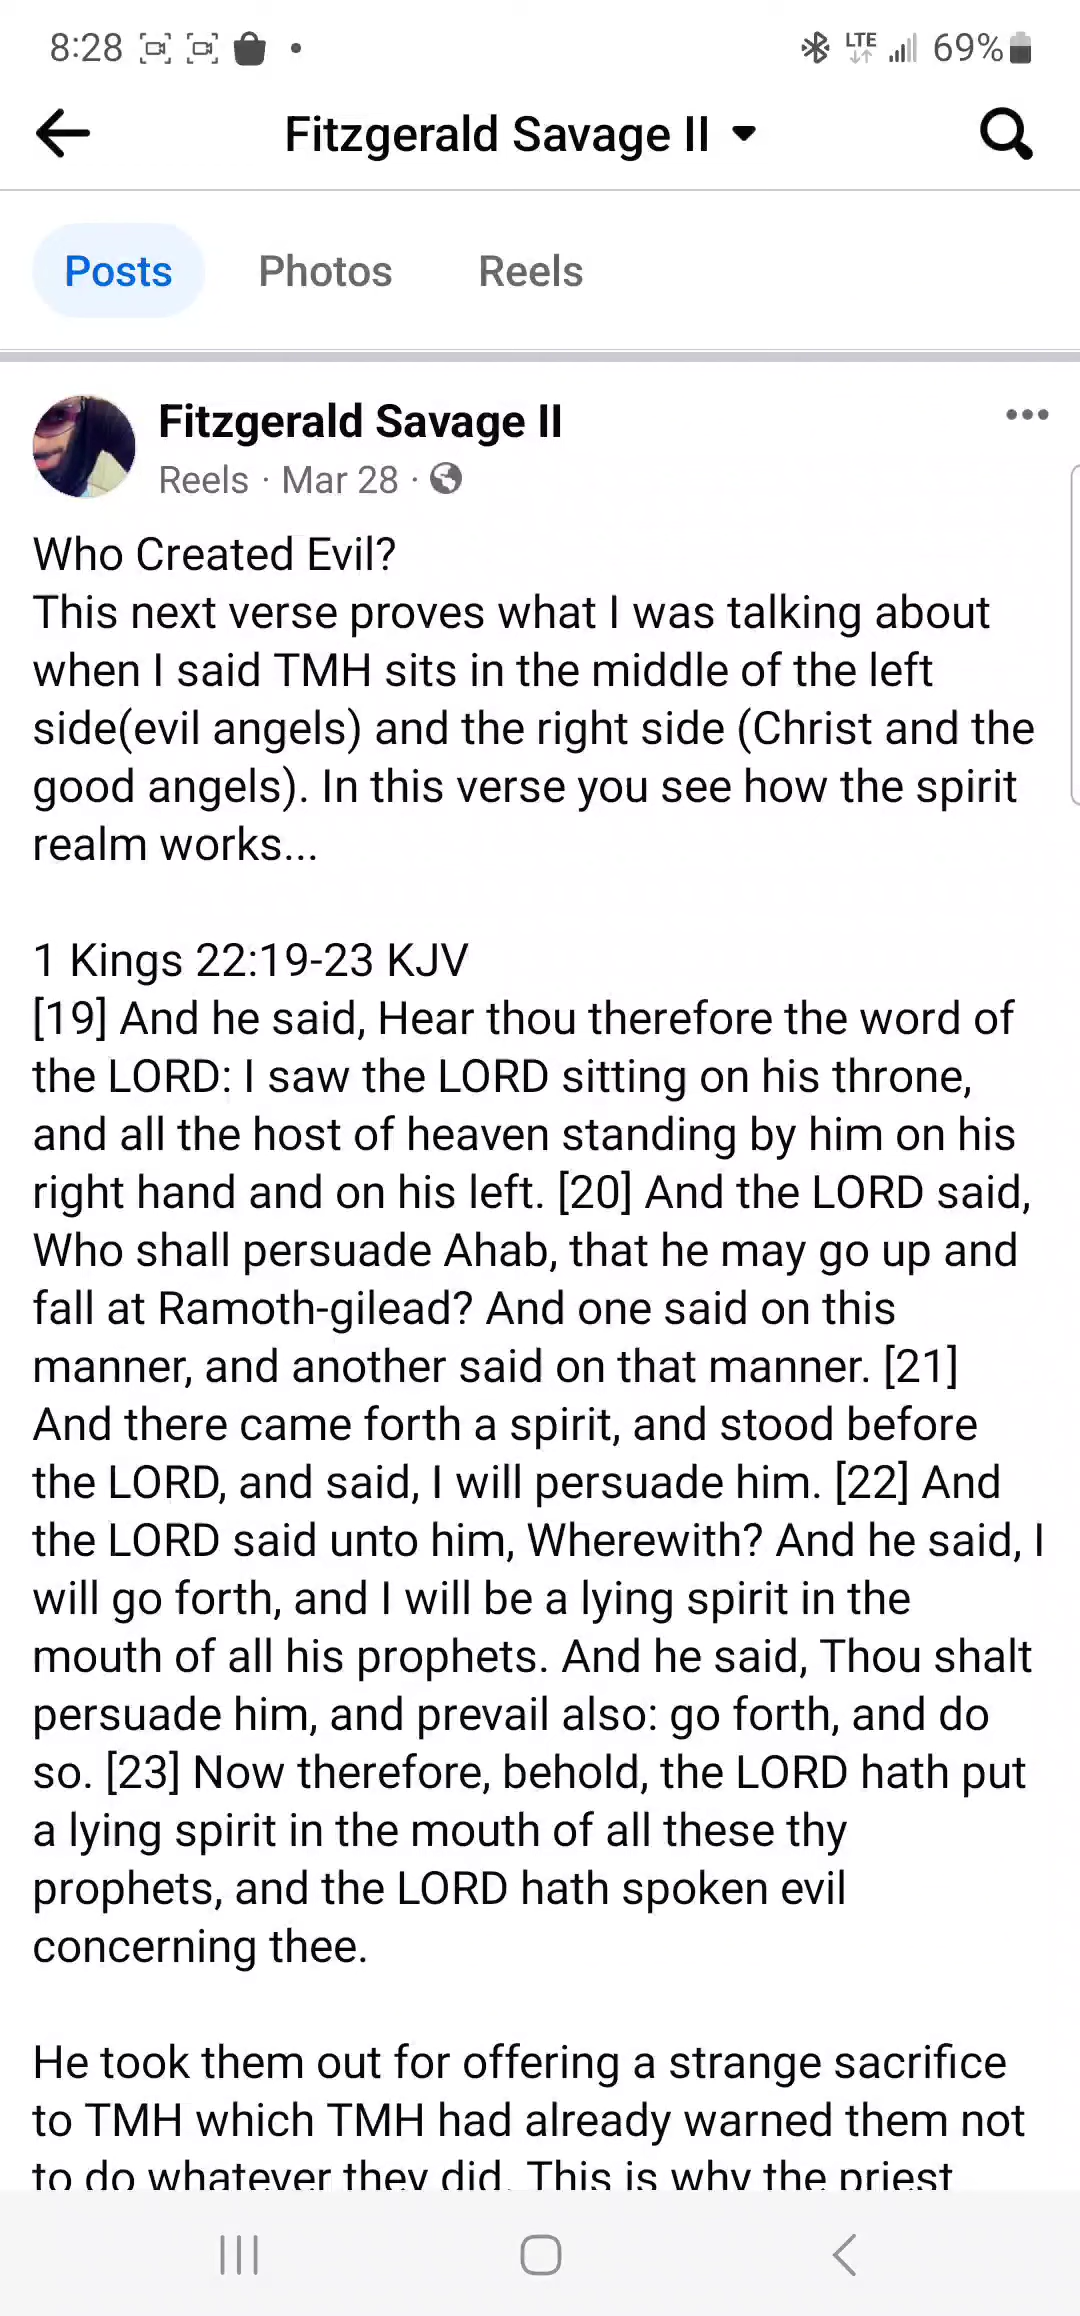 8:28
LTE
69%
Fitzgerald Savage II
Posts
Photos
Reels
Fitzgerald Savage II
Reels · Mar 28 ·
Who Created Evil?
This next verse proves what I was talking about
when I said TMH sits in the middle of the left
side(evil angels) and the right side (Christ and the
good angels). In this verse you see how the spirit
realm works...
1 Kings 22:19-23 KJV
[19] And he said, Hear thou therefore the word of
the LORD: I saw the LORD sitting on his throne,
and all the host of heaven standing by him on his
right hand and on his left. [20] And the LORD said,
Who shall persuade Ahab, that he may go up and
fall at Ramoth-gilead? And one said on this
manner, and another said on that manner. [21]
And there came forth a spirit, and stood before
the LORD, and said, I will persuade him. [22] And
the LORD said unto him, Wherewith? And he said, I
will go forth, and I will be a lying spirit in the
mouth of all his prophets. And he said, Thou shalt
persuade him, and prevail also: go forth, and do
so. [23] Now therefore, behold, the LORD hath put
a lying spirit in the mouth of all these thy
prophets, and the LORD hath spoken evil
concerning thee.
He took them out for offering a strange sacrifice
to TMH which TMH had already warned them not
to do whatever they did. This is why the priest